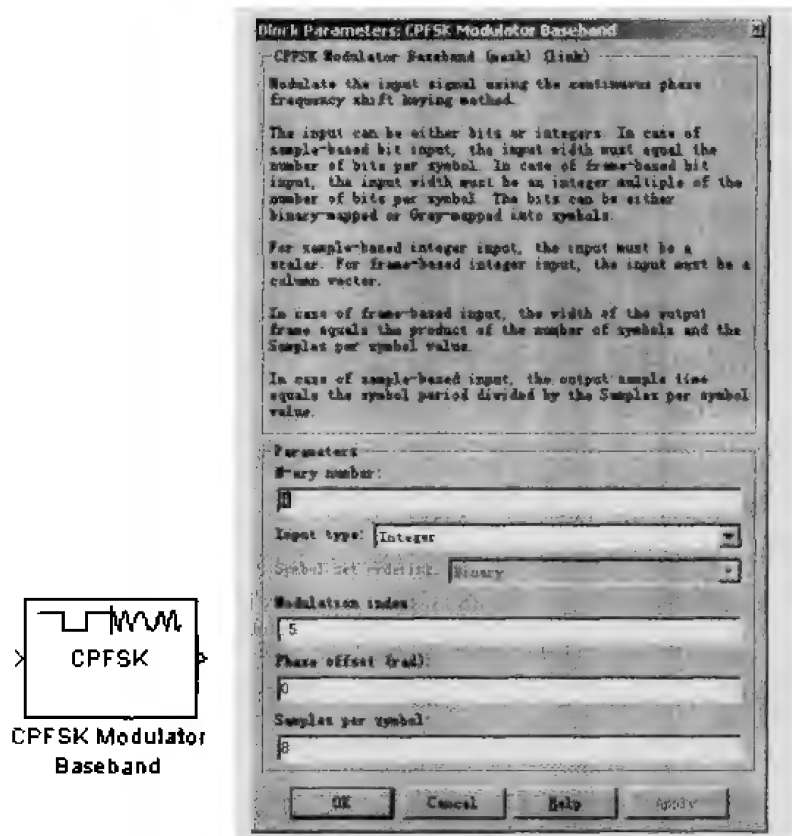 Block Parameters: CPFSK Modulator Baseband
CPFSK Modulator Baseband (mask) (link)
Modulate the input signal using the continuous phase
frequency shift keying method.
The input can be either bits or integers. In case of
sample-based bit input, the input width must equal the
number of bits per symbol. In case of frame-based bit
input, the input width must be an integer multiple of the
number of bits per symbol. The bits can be either
binary-mapped or Gray-mapped into symbols.
For sample-based integer input, the input must be a
scalar. For frame-based integer input, the input must be a
column vector.
In case of frame-based input, the width of the output
frame equals the product of the number of symbols and the
Samples per symbol value.
In case of sample-based input, the output sample time
equals the symbol period divided by the Samples per symbol
value.
Parameters
M-ary number:
Input type: Integer
Symbol set ordering: Binary
Modulation index:
.5
Phase offset (rad):
0
Samples per symbol:
8
OK Cancel Help Apply
CPFSK
CPFSK Modulator
Baseband